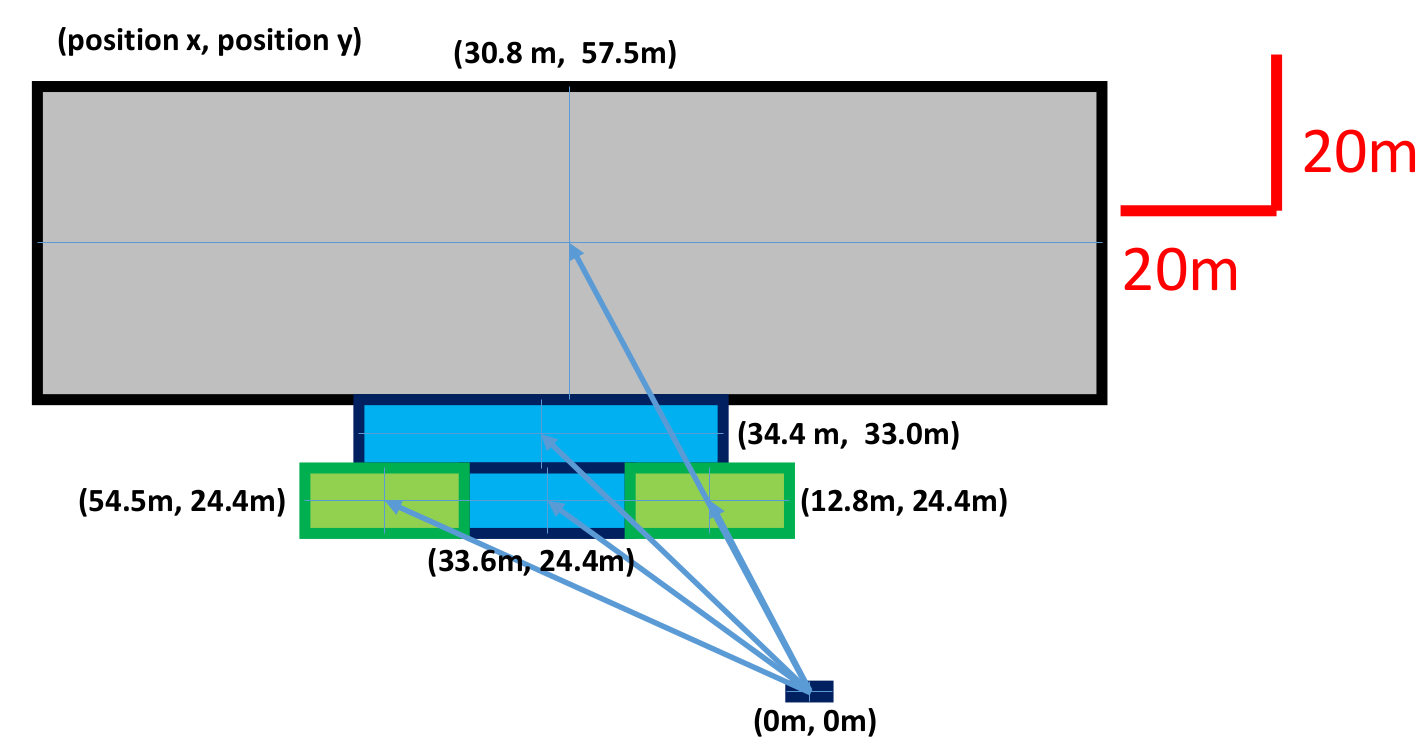 (position x, position y)
(30.8 m, 57.5m)
20m
20m
(34.4 m, 33.0m)
(54.5m, 24.4m)
(12.8m, 24.4m)
(33.6m, 24.4m)
(0m, 0m)